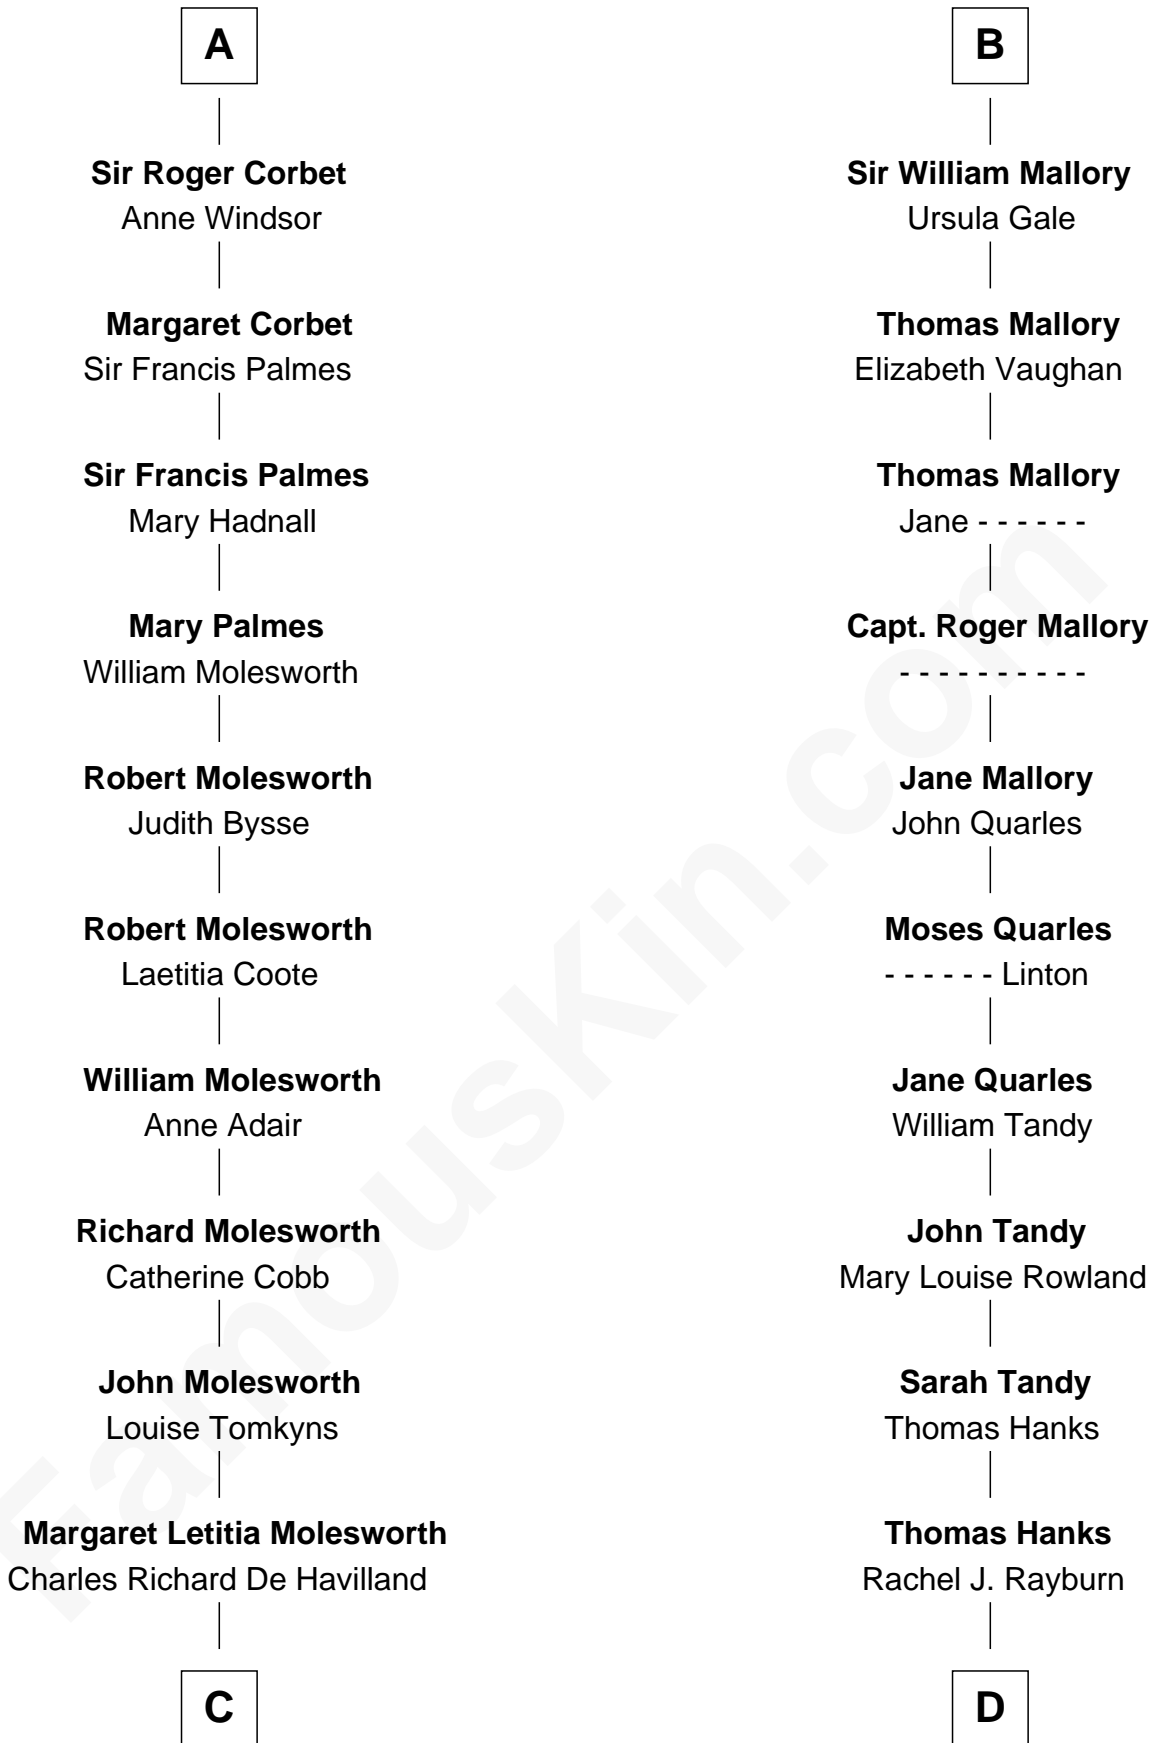 A
Sir Roger Corbet
Anne Windsor
Margaret Corbet
Sir Francis Palmes
Sir Francis Palmes
Mary Hadnall
Mary Palmes
William Molesworth
Robert Molesworth
Judith Bysse
Robert Molesworth
Laetitia Coote
William Molesworth
Anne Adair
Richard Molesworth
Catherine Cobb
John Molesworth
Louise Tomkyns
Margaret Letitia Molesworth
Charles Richard De Havilland
C
B
Sir William Mallory
Ursula Gale
Thomas Mallory
Elizabeth Vaughan
Thomas Mallory
Jane - - - - - -
Capt. Roger Mallory
- - - - - - - - - -
Jane Mallory
John Quarles
Moses Quarles
- - - - - - Linton
Jane Quarles
William Tandy
John Tandy
Mary Louise Rowland
Sarah Tandy
Thomas Hanks
Thomas Hanks
Rachel J. Rayburn
D
FamousKin.com